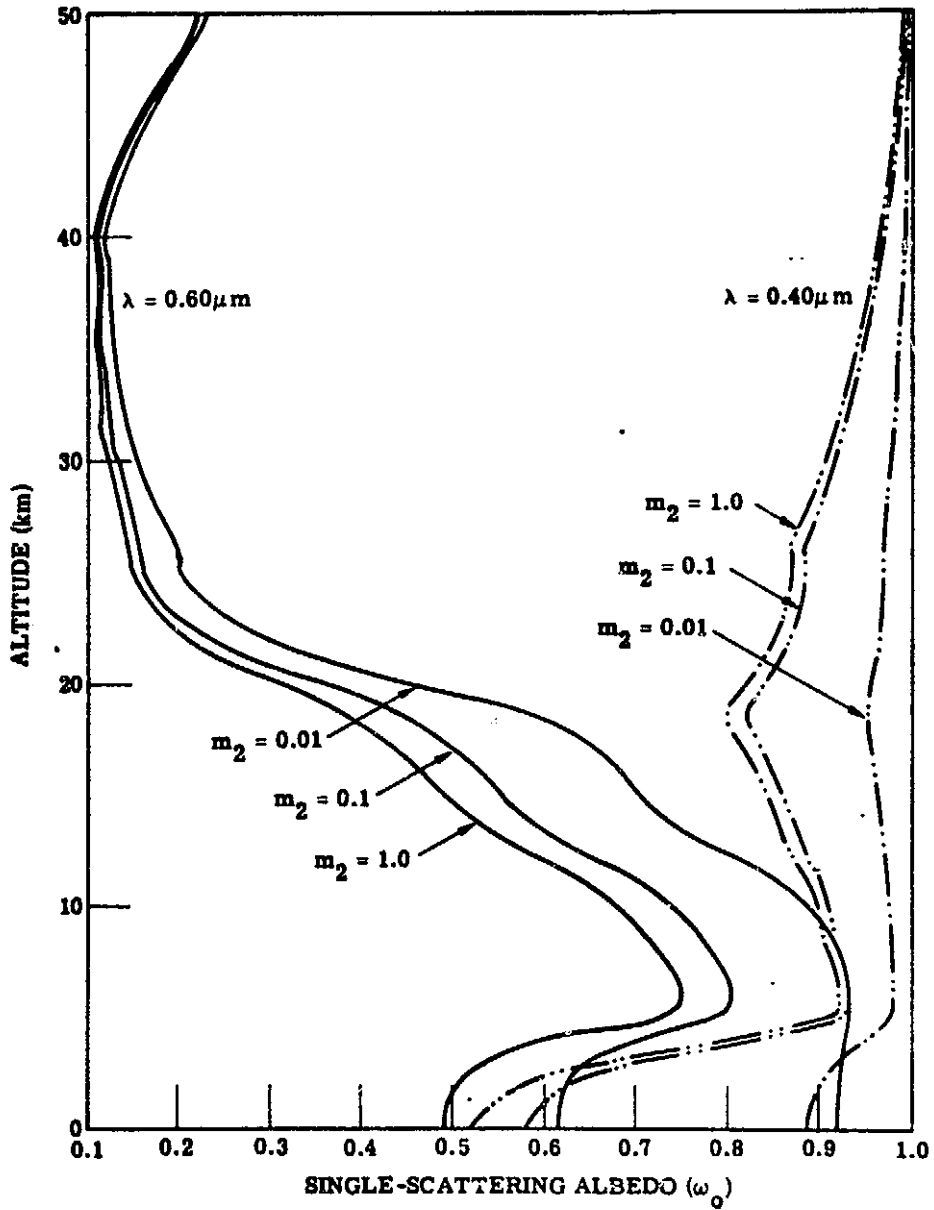 50
40
30
20
10
0
ALTITUDE (km)
λ = 0.60μm
λ = 0.40μm
m₂ = 1.0
m₂ = 0.1
m₂ = 0.01
m₂ = 0.01
m₂ = 0.1
m₂ = 1.0
0.1 0.2 0.3 0.4 0.5 0.6 0.7 0.8 0.9 1.0
SINGLE-SCATTERING ALBEDO (ω₀)